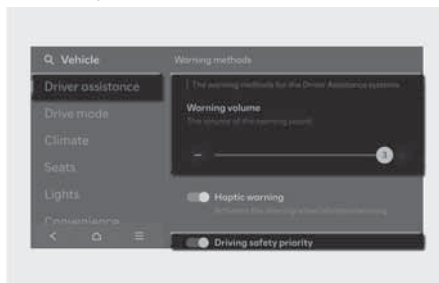 Vehicle
Warning methods
Driver assistance
The warning methods for the Driver Assistance systems
Drive mode
Warning volume
The volume of the warning sound
Climate
3
Seats
Lights
Haptic warning
Convenience
Driving safety priority